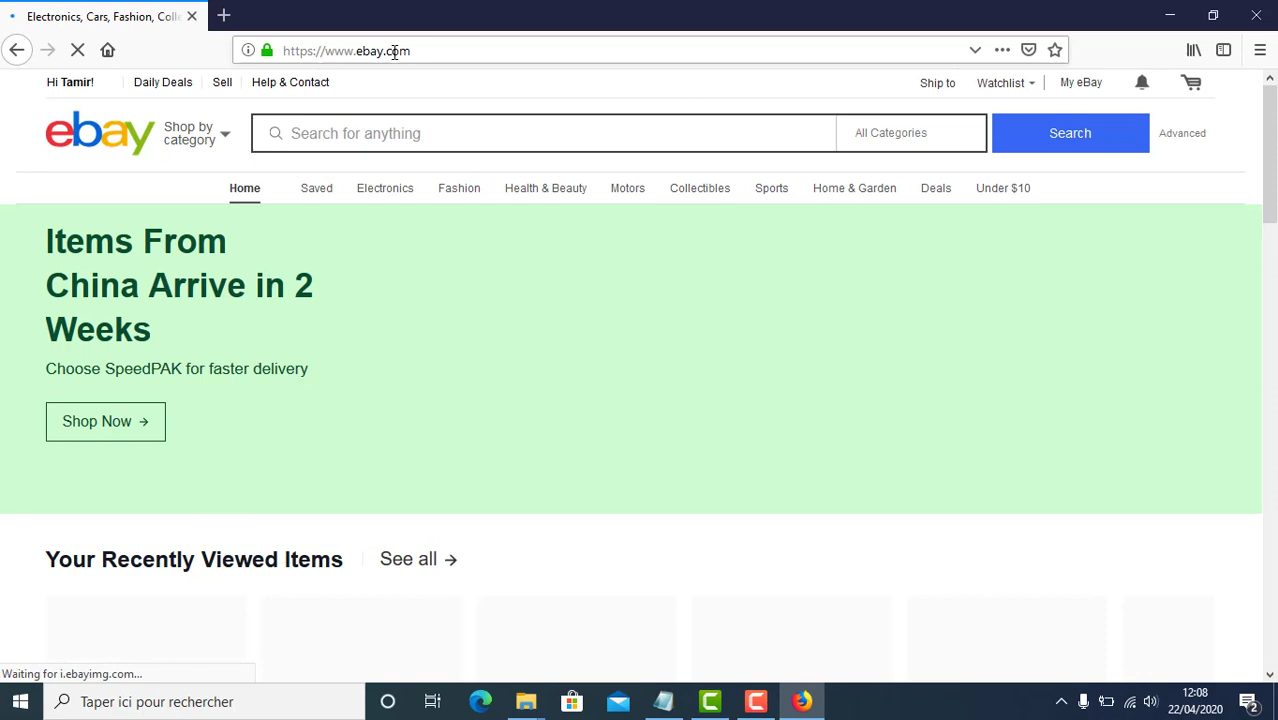 Electronics, Cars, Fashion, Colle
https://www.ebay.com
Hi Tamir!
Daily Deals
Sell
Help & Contact
Ship to
Watchlist
My eBay
ebay
Shop by
category
Search for anything
All Categories
Search
Advanced
Home
Saved
Electronics
Fashion
Health & Beauty
Motors
Collectibles
Sports
Home & Garden
Deals
Under $10
Items From
China Arrive in 2
Weeks
Choose SpeedPAK for faster delivery
Shop Now →
Your Recently Viewed Items
See all →
Waiting for i.ebayimg.com...
Taper ici pour rechercher
12:08
22/04/2020
2